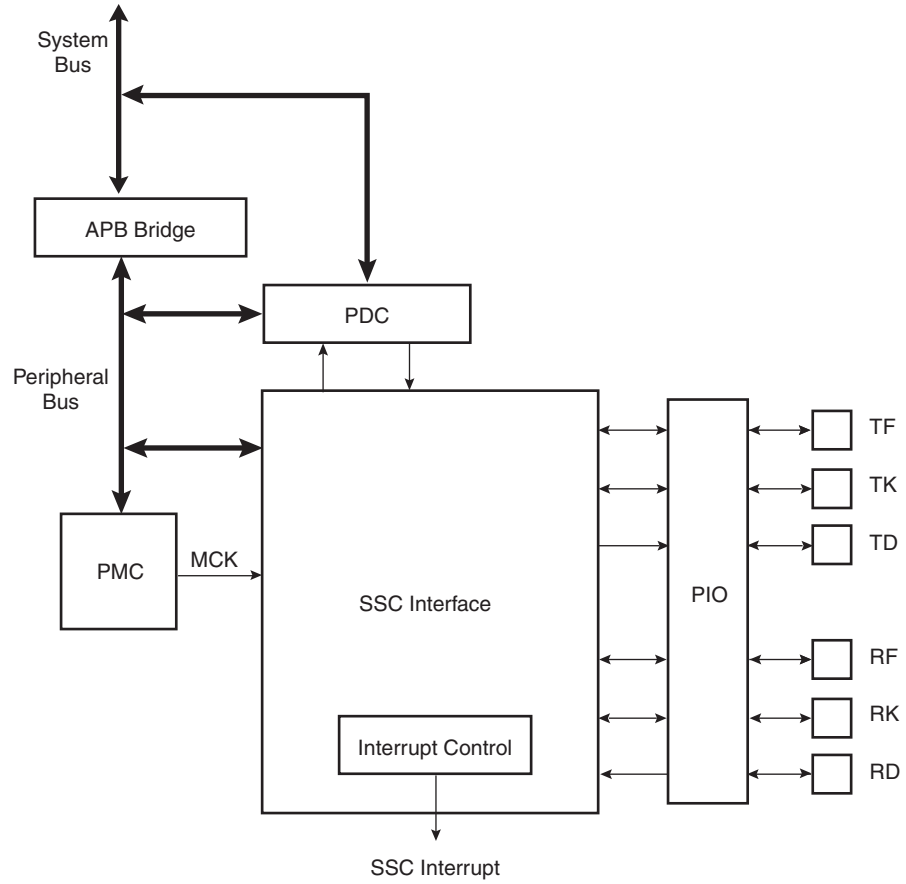 System
Bus
APB Bridge
PDC
Peripheral
Bus
PMC
MCK
SSC Interface
Interrupt Control
SSC Interrupt
PIO
TF
TK
TD
RF
RK
RD